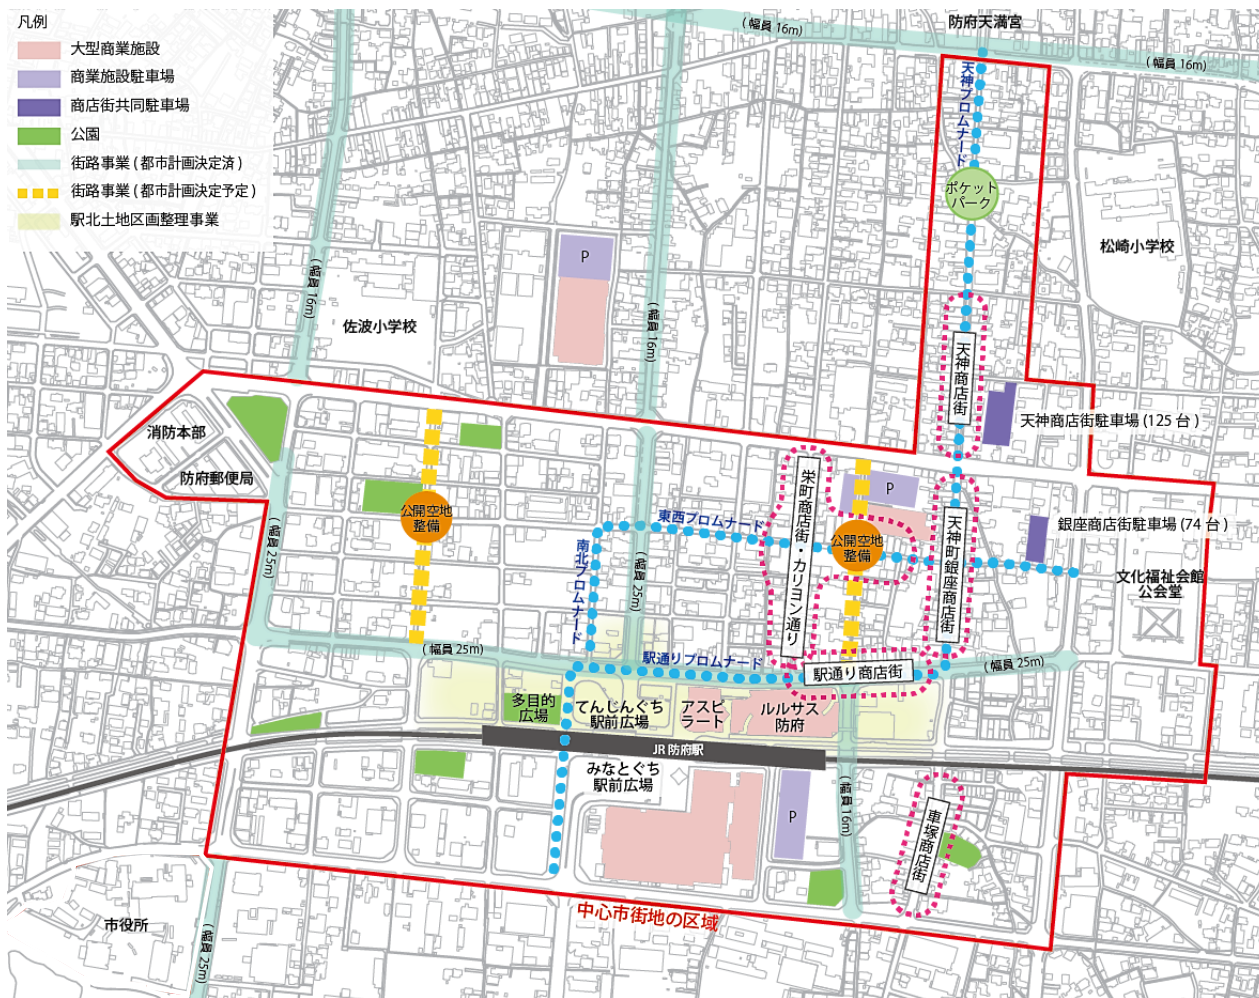 凡例
大型商業施設
商業施設駐車場
商店街共同駐車場
公園
街路事業 ( 都市計画決定済 )
街路事業 ( 都市計画決定予定 )
駅北土地区画整理事業
( 幅員 16m)
防府天満宮
( 幅員 16m)
天神プロムナード
ポケット
パーク
松崎小学校
P
( 幅員 16m)
( 幅員 16m)
佐波小学校
天神商店街
天神商店街駐車場 (125 台 )
消防本部
防府郵便局
公開空地
整備
栄町商店街・カリヨン通り
P
東西プロムナード
公開空地
整備
天神町銀座商店街
銀座商店街駐車場 (74 台 )
文化福祉会館
公会堂
( 幅員 25m)
南北プロムナード
( 幅員 25m)
( 幅員 25m)
駅通りプロムナード
駅通り商店街
( 幅員 25m)
多目的
広場
てんじんぐち
駅前広場
アスピ
ラート
ルルサス
防府
JR 防府駅
みなとぐち
駅前広場
P
( 幅員 16m)
車塚商店街
中心市街地の区域
市役所
( 幅員 25m)